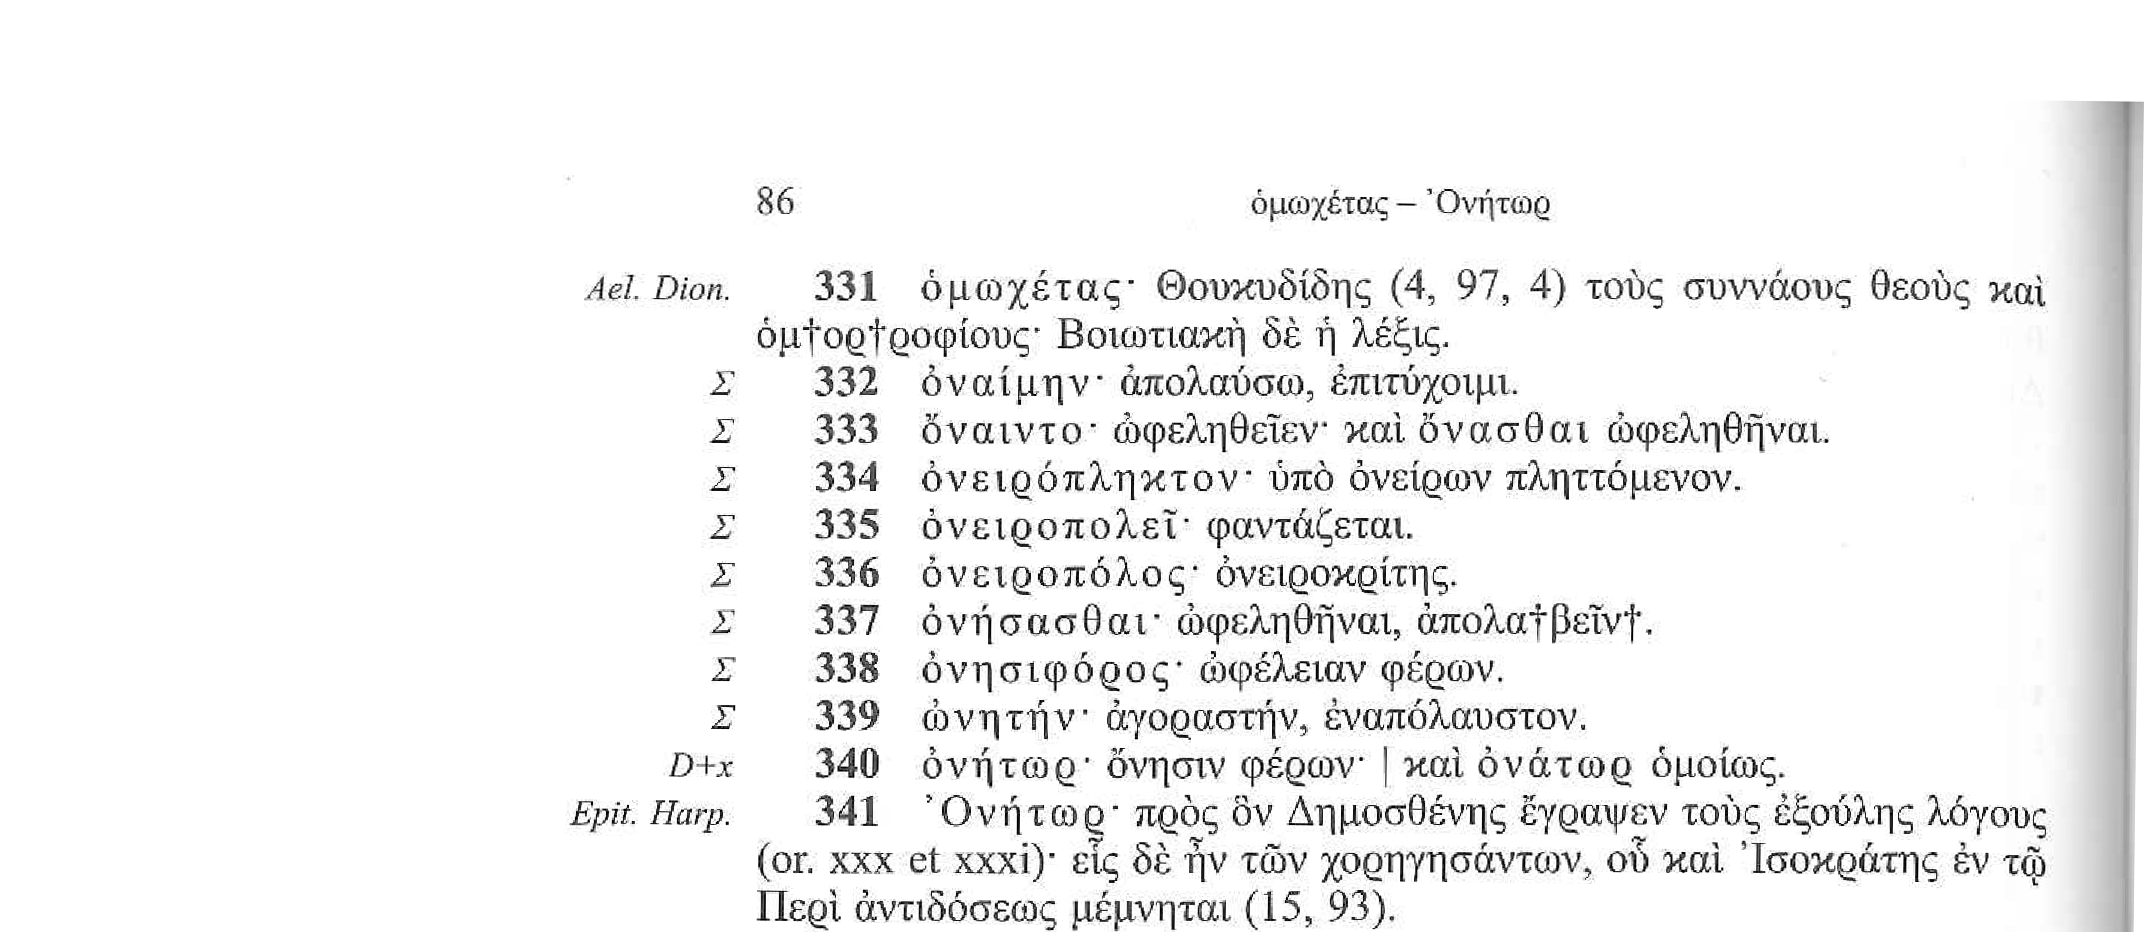 86 ὁμωχέτας – Ὀνήτωρ
Ael. Dion. 331 ὁμωχέτας· Θουκυδίδης (4, 97, 4) τοὺς συννάους θεοὺς καὶ
ὁμ†ορ†ροφίους· Βοιωτιακὴ δὲ ἡ λέξις.
Σ 332 ὀναίμην· ἀπολαύσω, ἐπιτύχοιμι.
Σ 333 ὄναιντο· ὠφεληθεῖεν· καὶ ὄνασθαι ὠφεληθῆναι.
Σ 334 ὀνειρόπληκτον· ὑπὸ ὀνείρων πληττόμενον.
Σ 335 ὀνειροπολεῖ· φαντάζεται.
Σ 336 ὀνειροπόλος· ὀνειροκρίτης.
Σ 337 ὀνήσασθαι· ὠφεληθῆναι, ἀπολα†βεῖν†.
Σ 338 ὀνησιφόρος· ὠφέλειαν φέρων.
Σ 339 ὠνητήν· ἀγοραστήν, ἐναπόλαυστον.
D+x 340 ὀνήτωρ· ὄνησιν φέρων· | καὶ ὀνάτωρ ὁμοίως.
Epit. Harp. 341 Ὀνήτωρ· πρὸς ὃν Δημοσθένης ἔγραψεν τοὺς ἐξούλης λόγους
(or. xxx et xxxi)· εἷς δὲ ἦν τῶν χορηγησάντων, οὗ καὶ Ἰσοκράτης ἐν τῷ
Περὶ ἀντιδόσεως μέμνηται (15, 93).